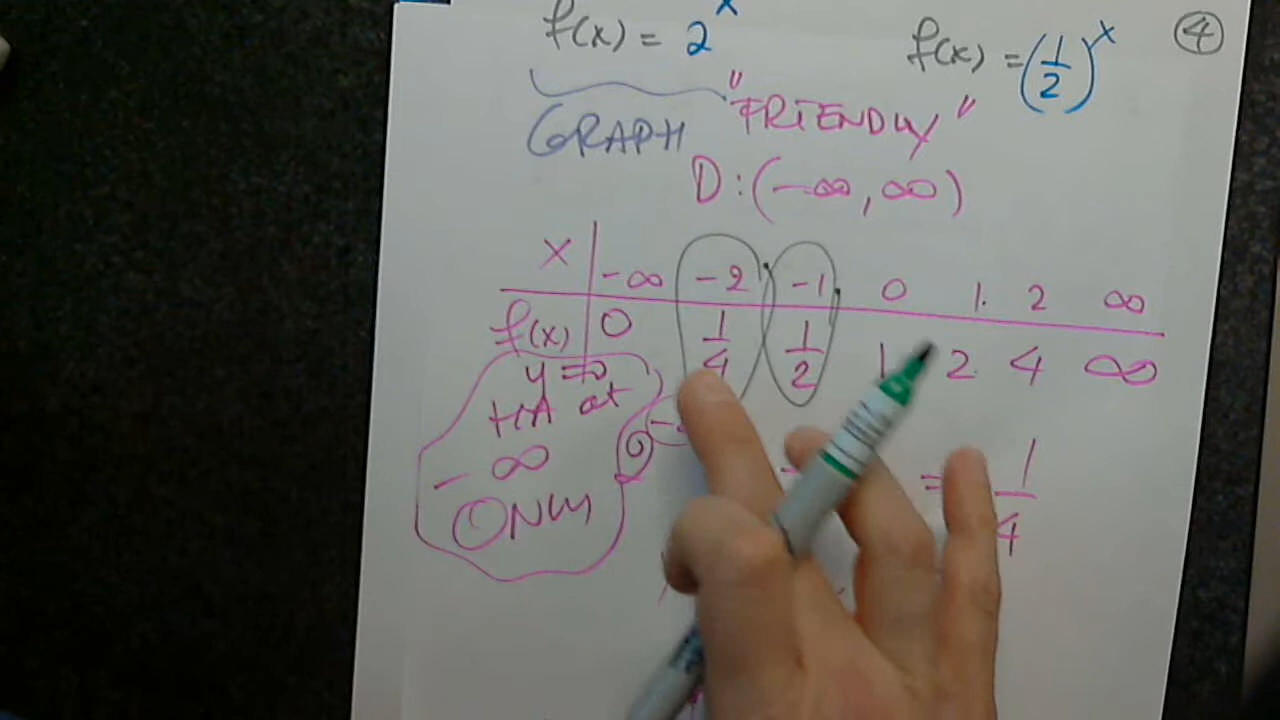 f(x) = 2^x
f(x) = (1/2)^x
4
GRAPH "FRIENDLY"
D : (-∞, ∞)
x | -∞ -2 -1 0 1. 2 ∞
f(x) | 0 1/4 1/2 1 2. 4 ∞
y = 0
HA at
-∞
ONLY
= 1/4